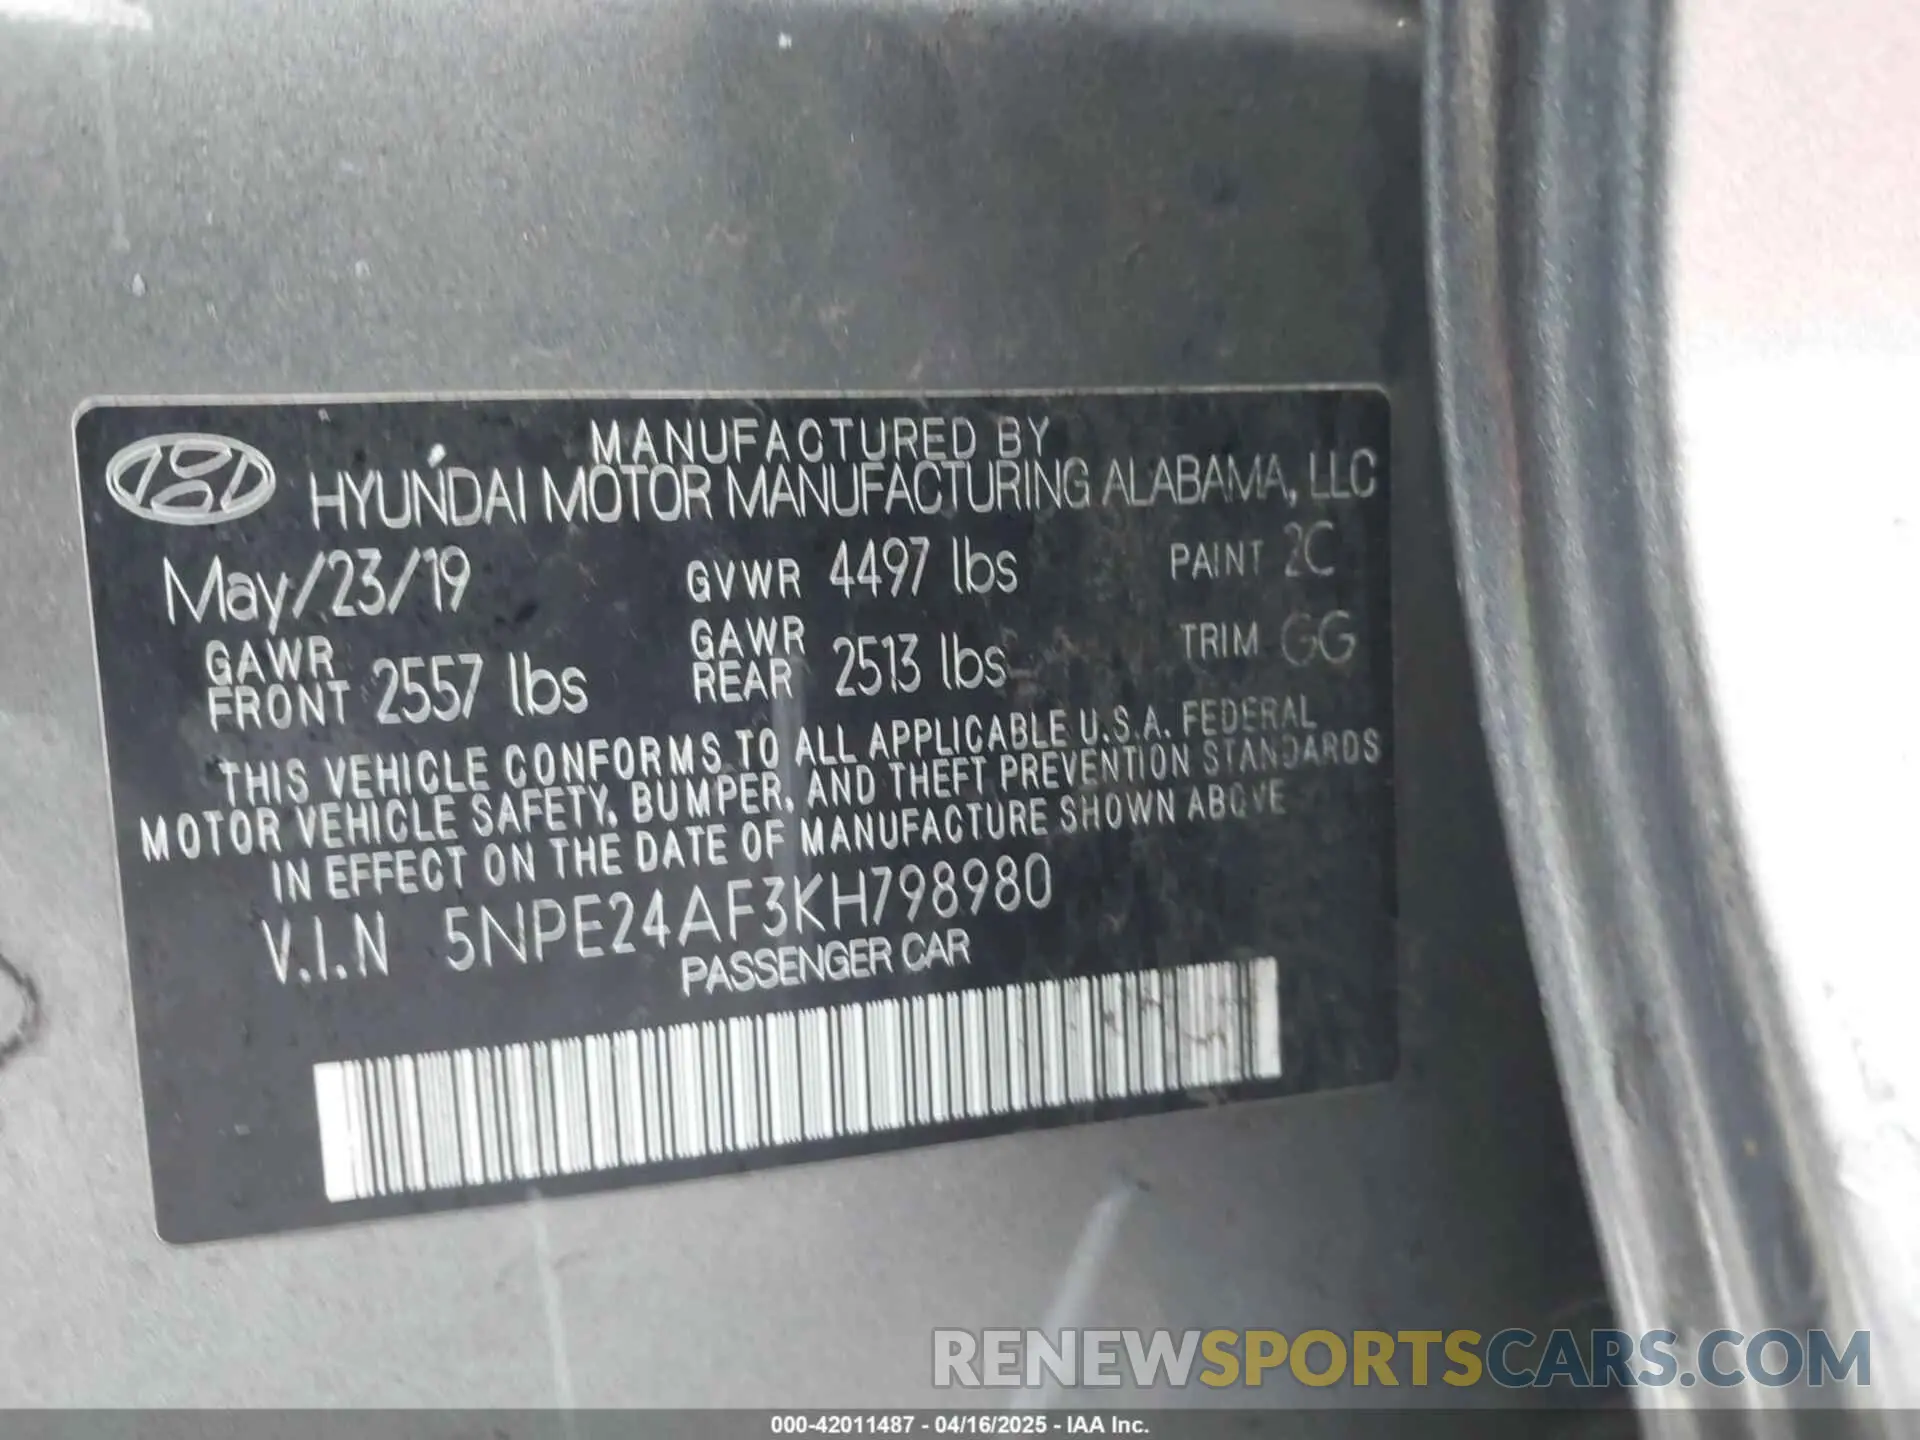 MANUFACTURED BY
HYUNDAI MOTOR MANUFACTURING ALABAMA, LLC
May/23/19 GVWR 4497 lbs PAINT 2C
GAWR FRONT 2557 lbs GAWR REAR 2513 lbs TRIM GG
THIS VEHICLE CONFORMS TO ALL APPLICABLE U.S.A. FEDERAL
MOTOR VEHICLE SAFETY, BUMPER, AND THEFT PREVENTION STANDARDS
IN EFFECT ON THE DATE OF MANUFACTURE SHOWN ABOVE
V.I.N 5NPE24AF3KH798980
PASSENGER CAR
RENEWSPORTSCARS.COM
000-42011487 - 04/16/2025 - IAA Inc.